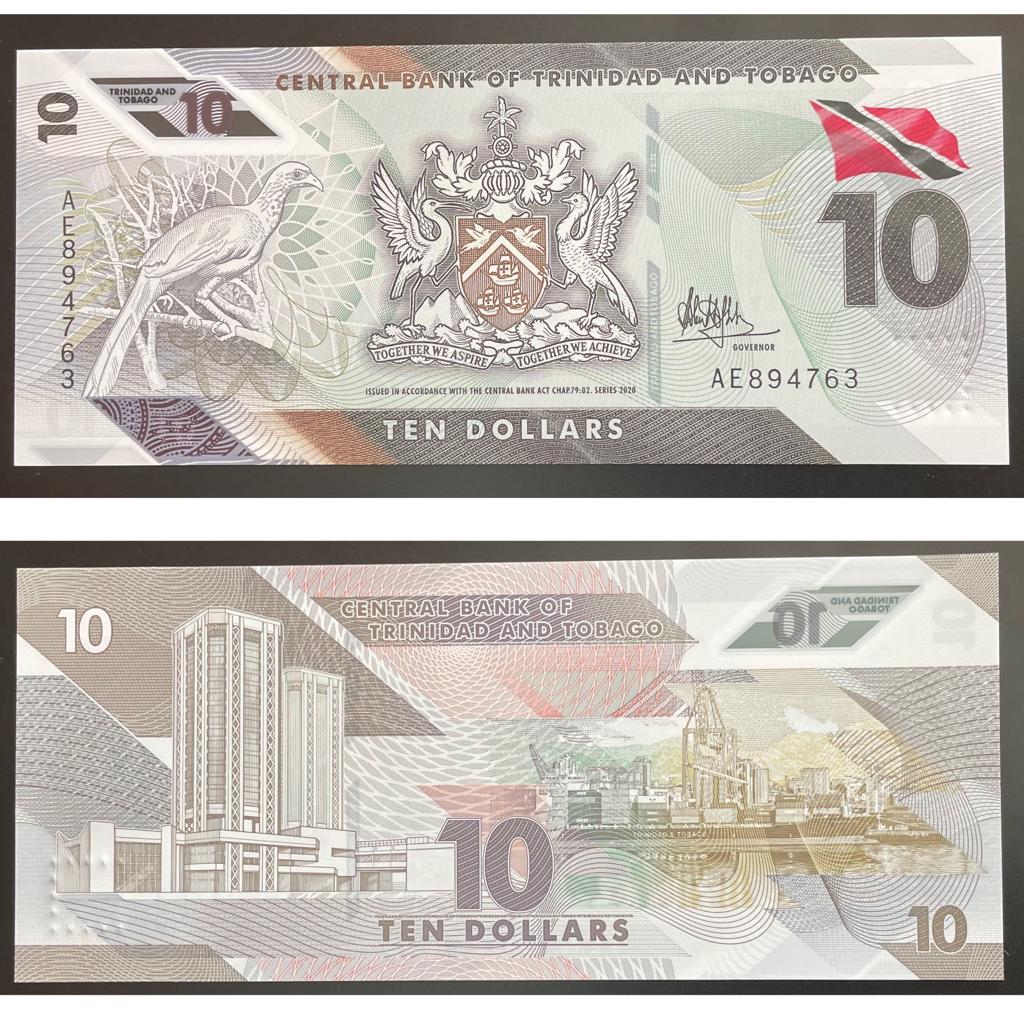 CENTRAL BANK OF TRINIDAD AND TOBAGO
10
TRINIDAD AND
TOBAGO
10
AE894763
10
TOGETHER WE ASPIRE TOGETHER WE ACHIEVE
GOVERNOR
AE894763
ISSUED IN ACCORDANCE WITH THE CENTRAL BANK ACT CHAP.79:02. SERIES 2020
TEN DOLLARS
10
CENTRAL BANK OF
TRINIDAD AND TOBAGO
TRINIDAD AND
TOBAGO
10
10
TRINIDAD & TOBAGO
10
TEN DOLLARS
10